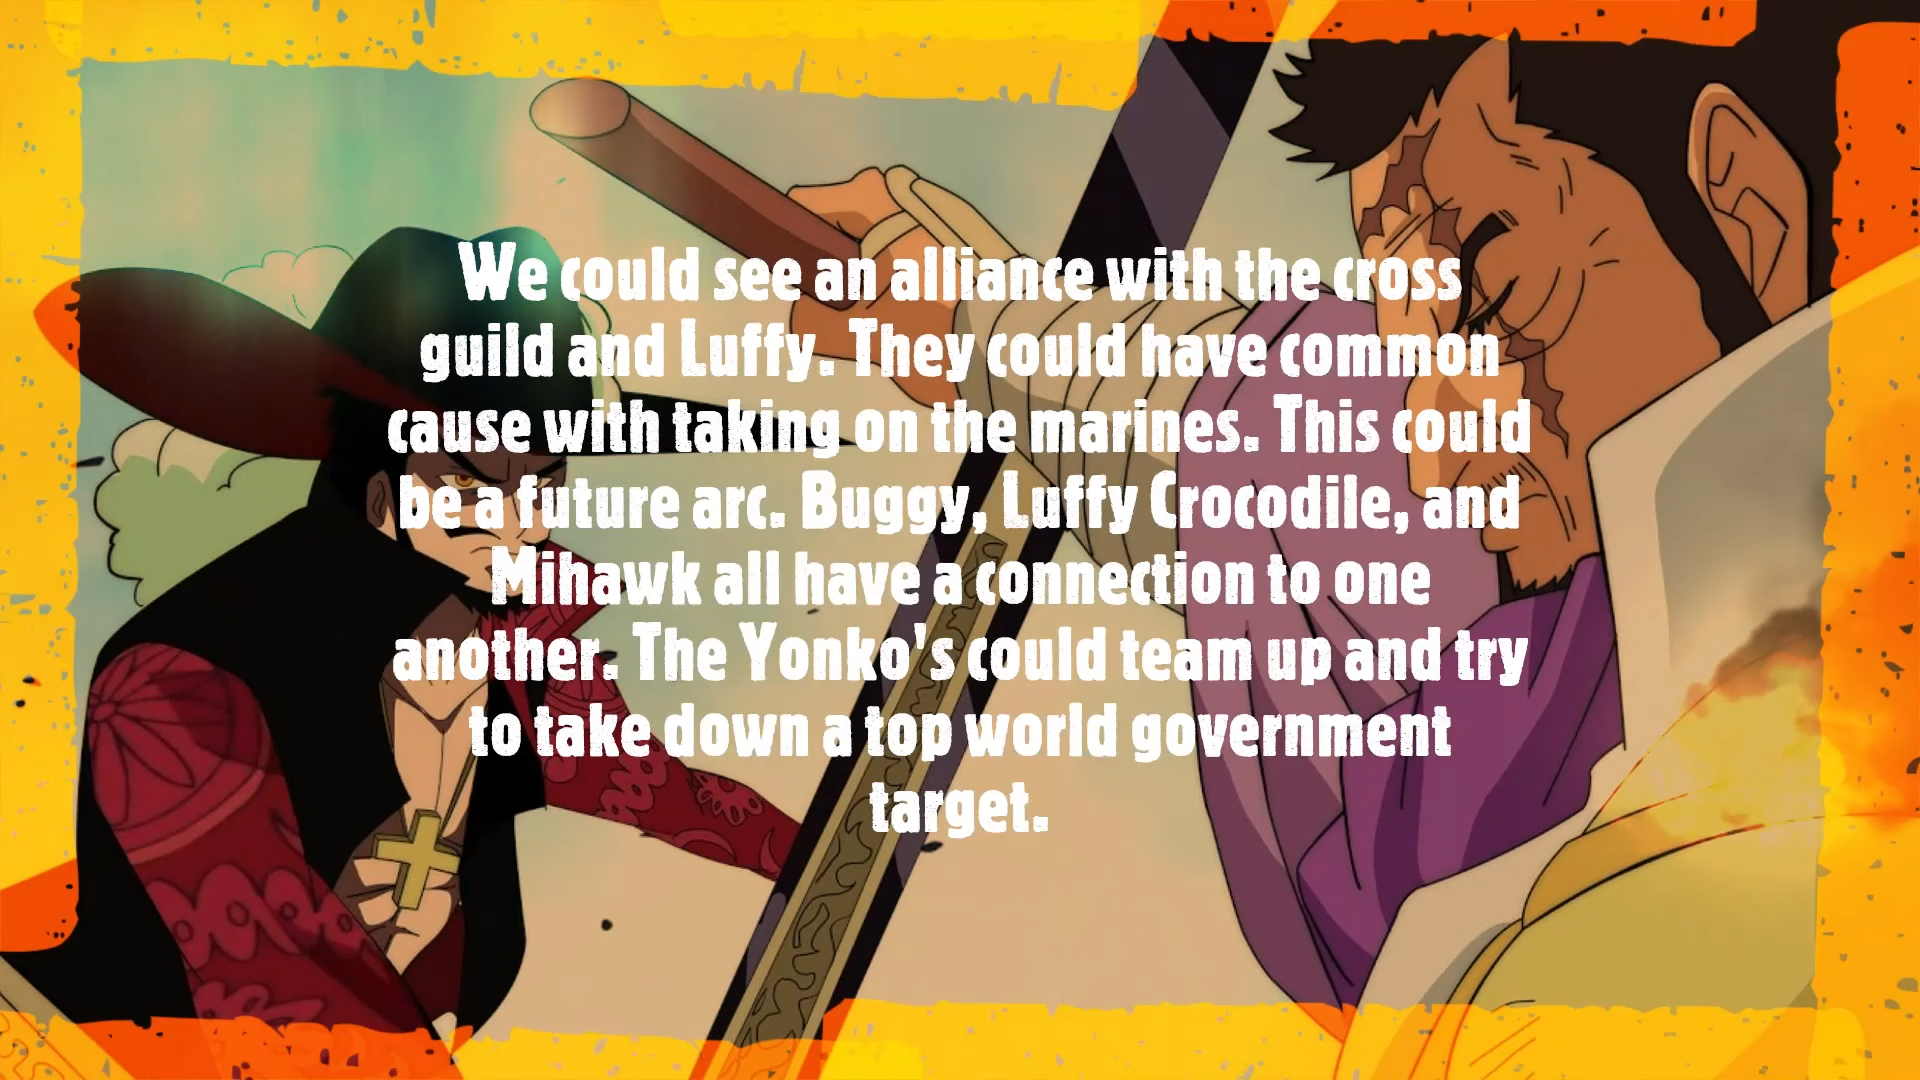 We could see an alliance with the cross
guild and Luffy. They could have common
cause with taking on the marines. This could
be a future arc. Buggy, Luffy Crocodile, and
Mihawk all have a connection to one
another. The Yonko's could team up and try
to take down a top world government
target.